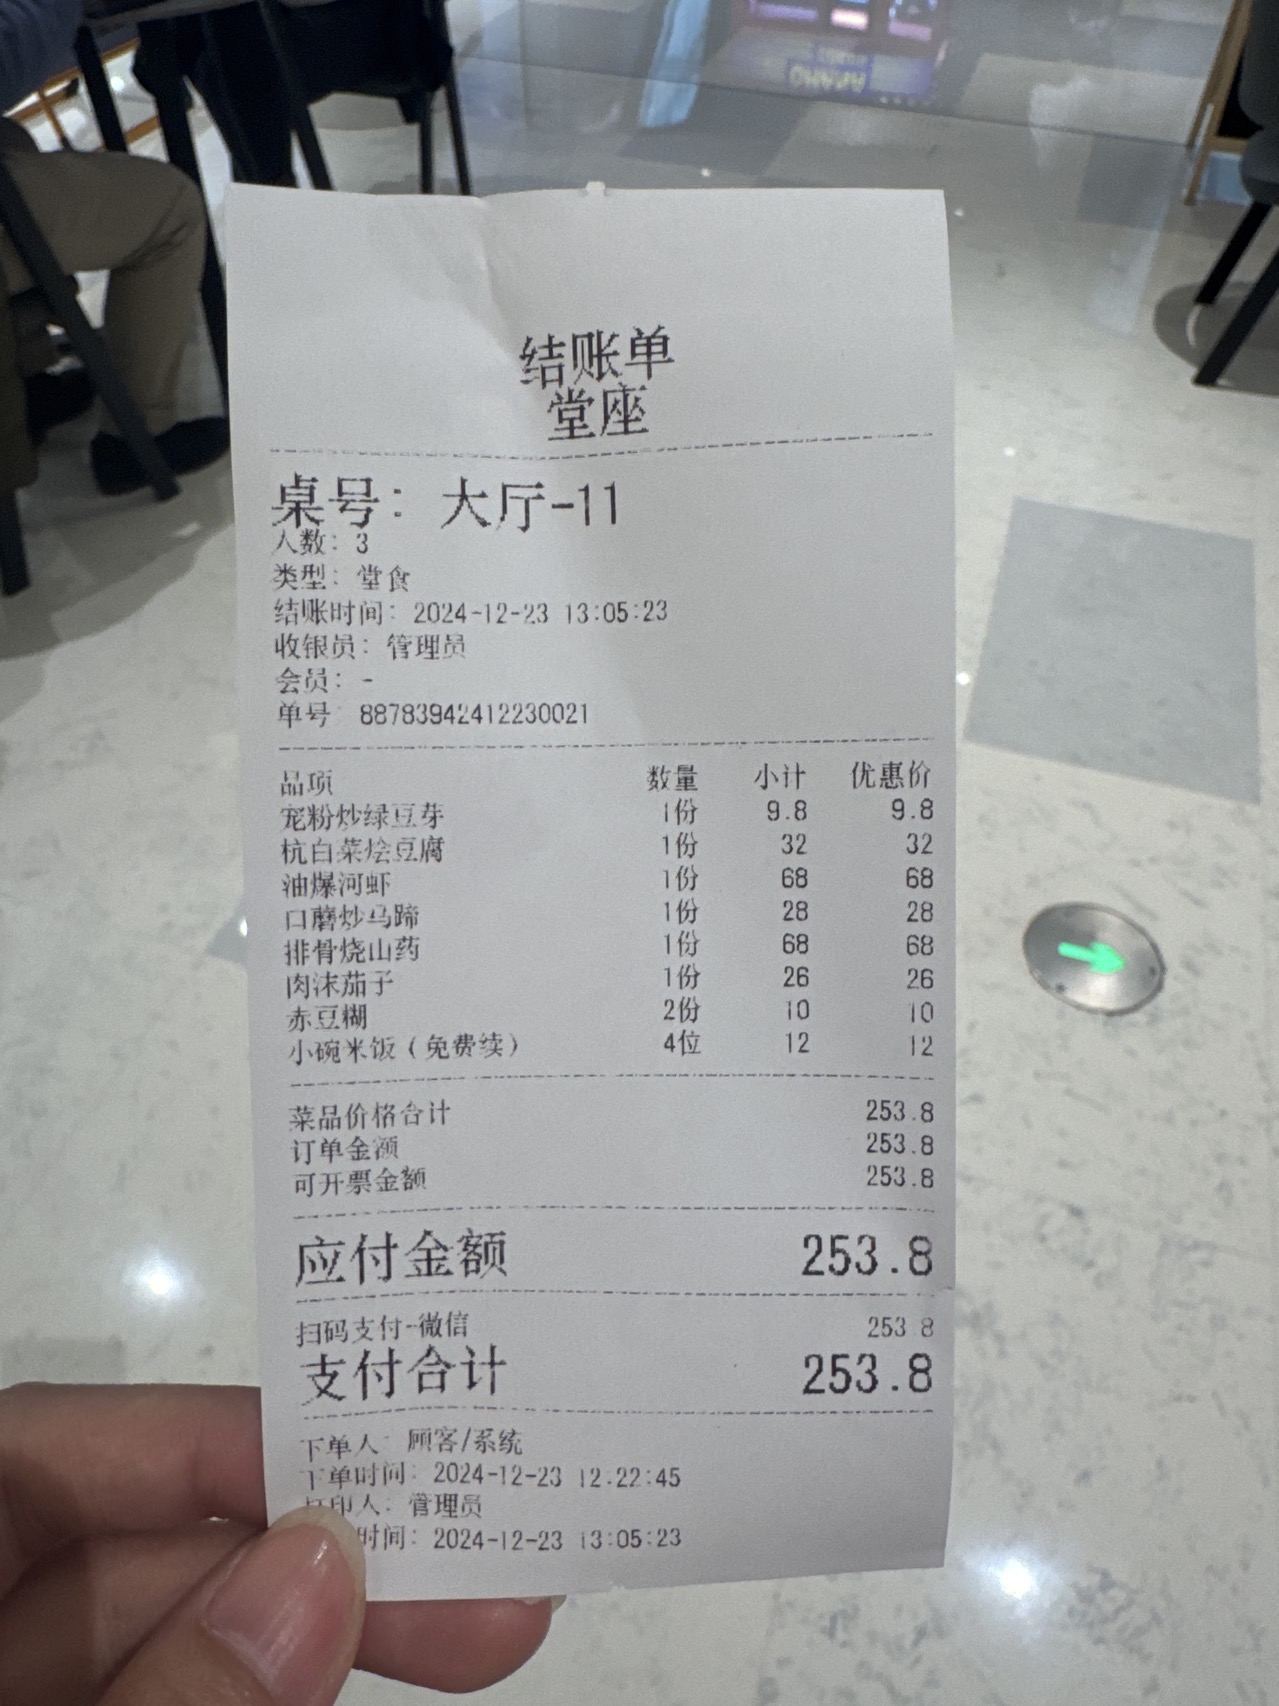 结账单
堂座
桌号: 大厅-11
人数: 3
类型: 堂食
结账时间: 2024-12-23 13:05:23
收银员: 管理员
会员: -
单号: 88783942412230021
品项 数量 小计 优惠价
宠粉炒绿豆芽 1份 9.8 9.8
杭白菜烩豆腐 1份 32 32
油爆河虾 1份 68 68
口蘑炒马蹄 1份 28 28
排骨烧山药 1份 68 68
肉沫茄子 1份 26 26
赤豆糊 2份 10 10
小碗米饭(免费续) 4位 12 12
菜品价格合计 253.8
订单金额 253.8
可开票金额 253.8
应付金额 253.8
扫码支付-微信 253.8
支付合计 253.8
下单人: 顾客/系统
下单时间: 2024-12-23 12:22:45
打印人: 管理员
时间: 2024-12-23 13:05:23